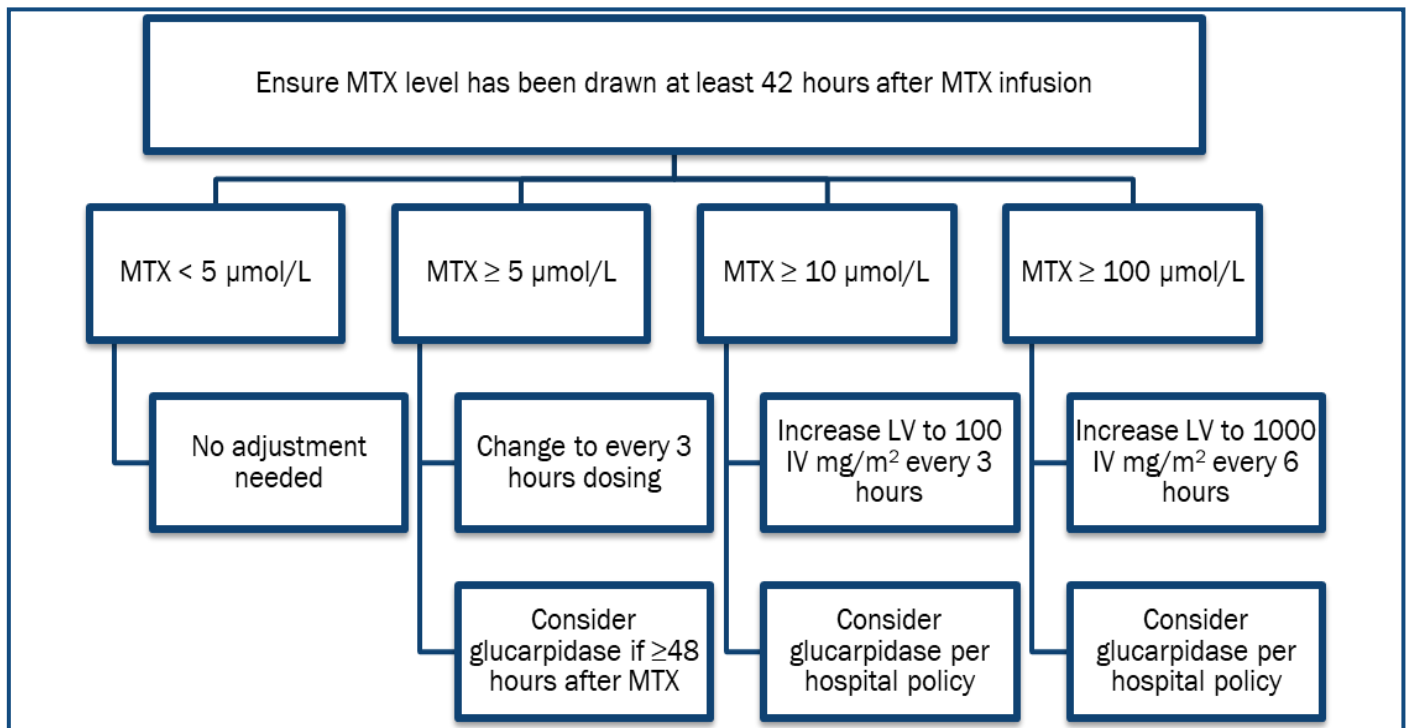 Ensure MTX level has been drawn at least 42 hours after MTX infusion
MTX < 5 µmol/L
MTX ≥ 5 µmol/L
MTX ≥ 10 µmol/L
MTX ≥ 100 µmol/L
No adjustment
needed
Change to every 3
hours dosing
Increase LV to 100
IV mg/m² every 3
hours
Increase LV to 1000
IV mg/m² every 6
hours
Consider
glucarpidase if ≥48
hours after MTX
Consider
glucarpidase per
hospital policy
Consider
glucarpidase per
hospital policy